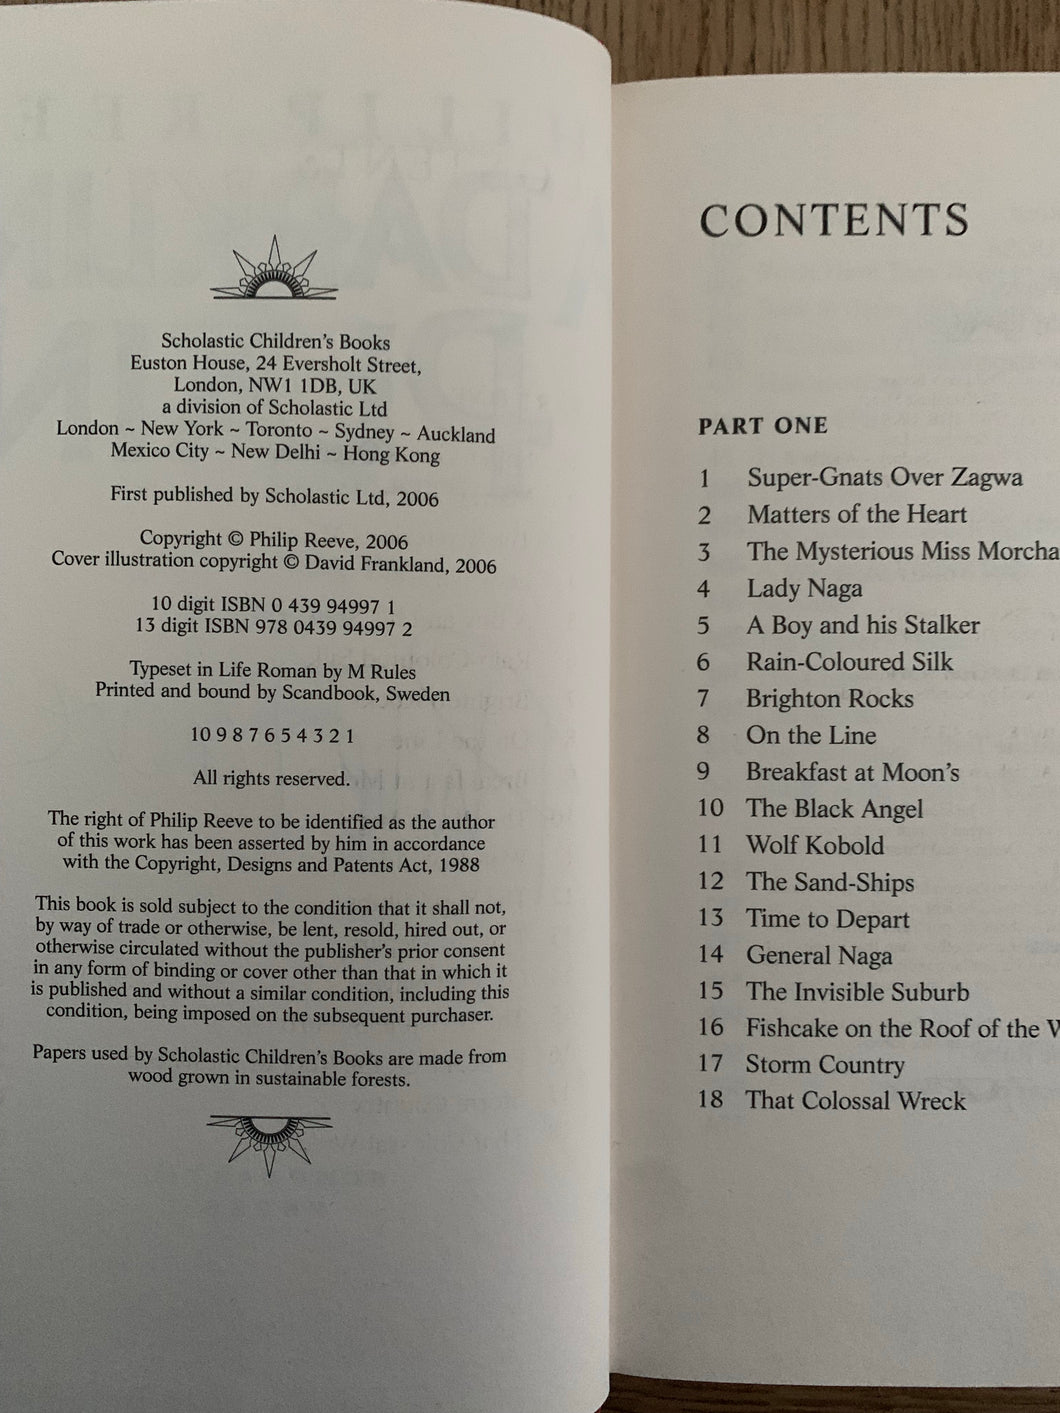 Scholastic Children's Books
Euston House, 24 Eversholt Street,
London, NW1 1DB, UK
a division of Scholastic Ltd
London ~ New York ~ Toronto ~ Sydney ~ Auckland
Mexico City ~ New Delhi ~ Hong Kong
First published by Scholastic Ltd, 2006
Copyright © Philip Reeve, 2006
Cover illustration copyright © David Frankland, 2006
10 digit ISBN 0 439 94997 1
13 digit ISBN 978 0439 94997 2
Typeset in Life Roman by M Rules
Printed and bound by Scandbook, Sweden
10 9 8 7 6 5 4 3 2 1
All rights reserved.
The right of Philip Reeve to be identified as the author
of this work has been asserted by him in accordance
with the Copyright, Designs and Patents Act, 1988
This book is sold subject to the condition that it shall not,
by way of trade or otherwise, be lent, resold, hired out, or
otherwise circulated without the publisher's prior consent
in any form of binding or cover other than that in which it
is published and without a similar condition, including this
condition, being imposed on the subsequent purchaser.
Papers used by Scholastic Children's Books are made from
wood grown in sustainable forests.
CONTENTS
PART ONE
1 Super-Gnats Over Zagwa
2 Matters of the Heart
3 The Mysterious Miss Morcha
4 Lady Naga
5 A Boy and his Stalker
6 Rain-Coloured Silk
7 Brighton Rocks
8 On the Line
9 Breakfast at Moon's
10 The Black Angel
11 Wolf Kobold
12 The Sand-Ships
13 Time to Depart
14 General Naga
15 The Invisible Suburb
16 Fishcake on the Roof of the
17 Storm Country
18 That Colossal Wreck